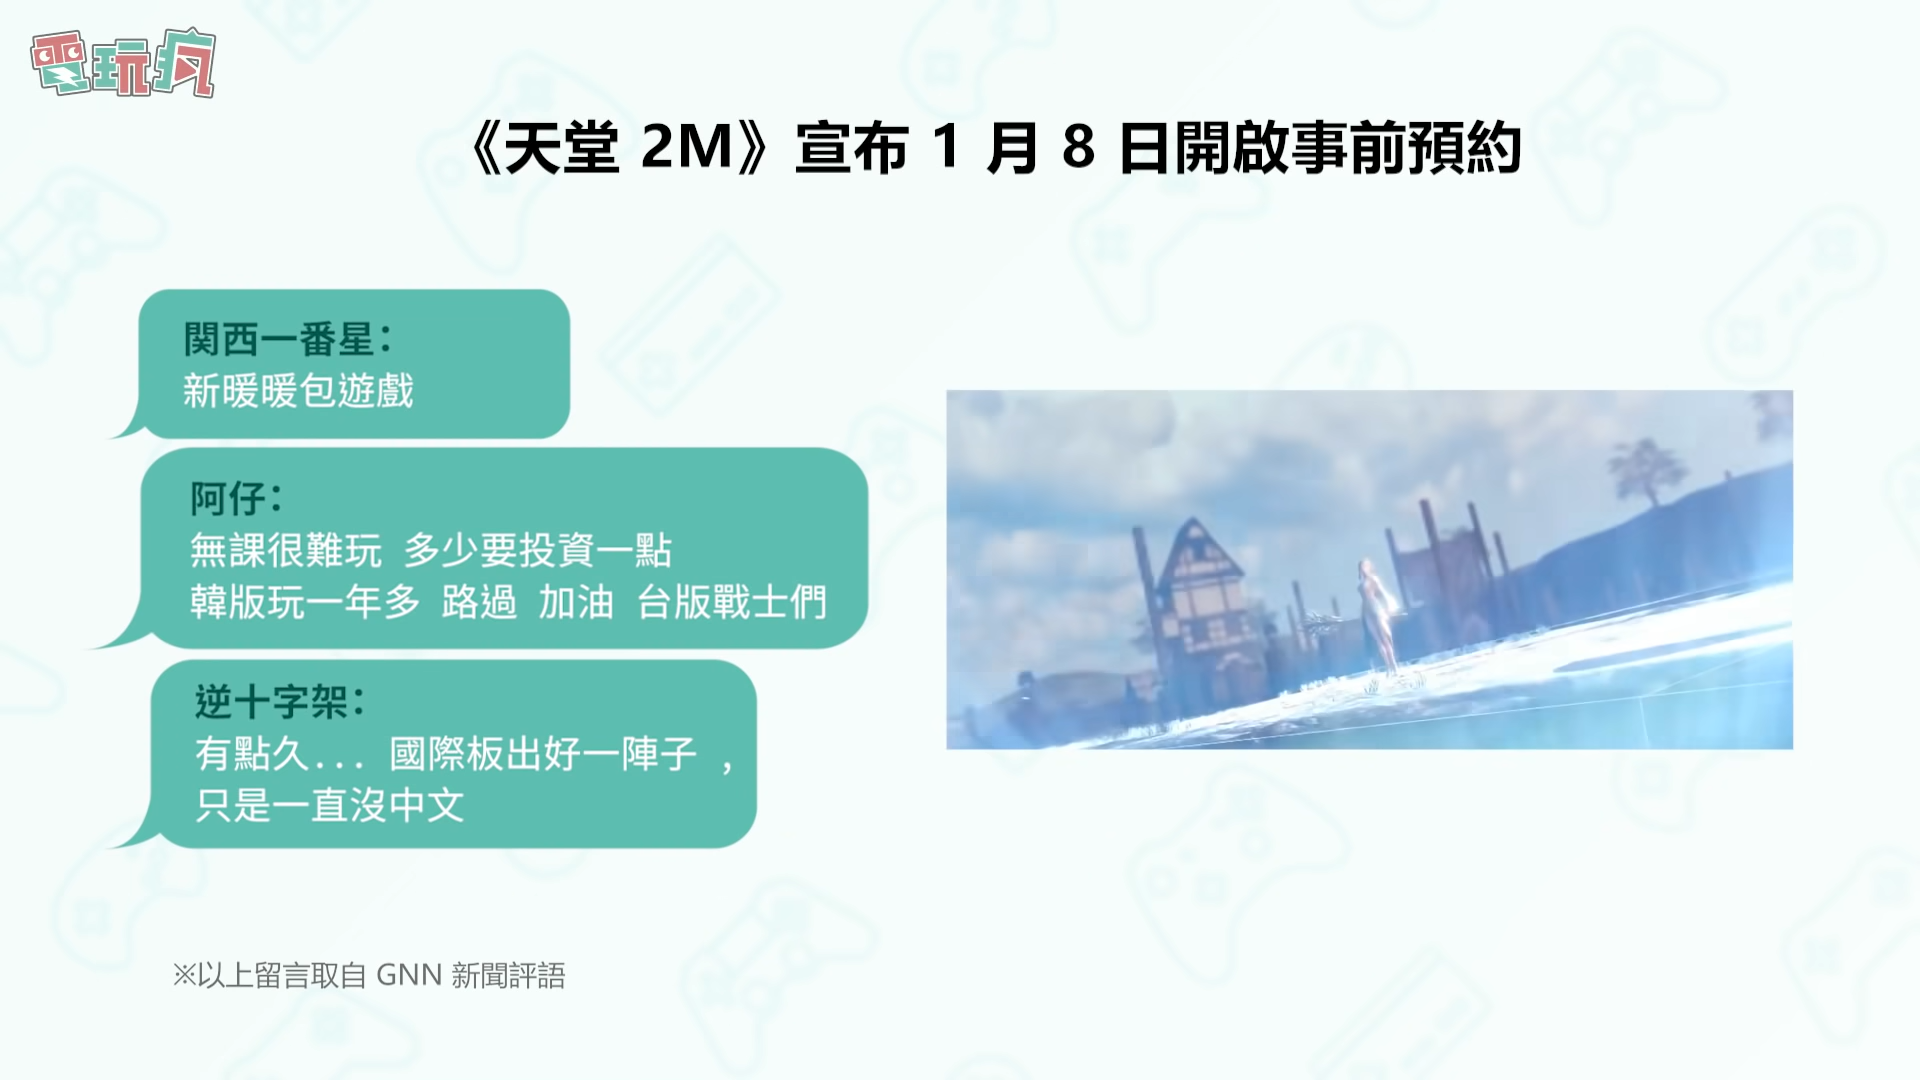 電玩瘋
《天堂 2M》宣布 1 月 8 日開啟事前預約
関西一番星：
新暖暖包遊戲
阿仔：
無課很難玩 多少要投資一點
韓版玩一年多 路過 加油 台版戰士們
逆十字架：
有點久... 國際板出好一陣子 ,
只是一直沒中文
※以上留言取自 GNN 新聞評語